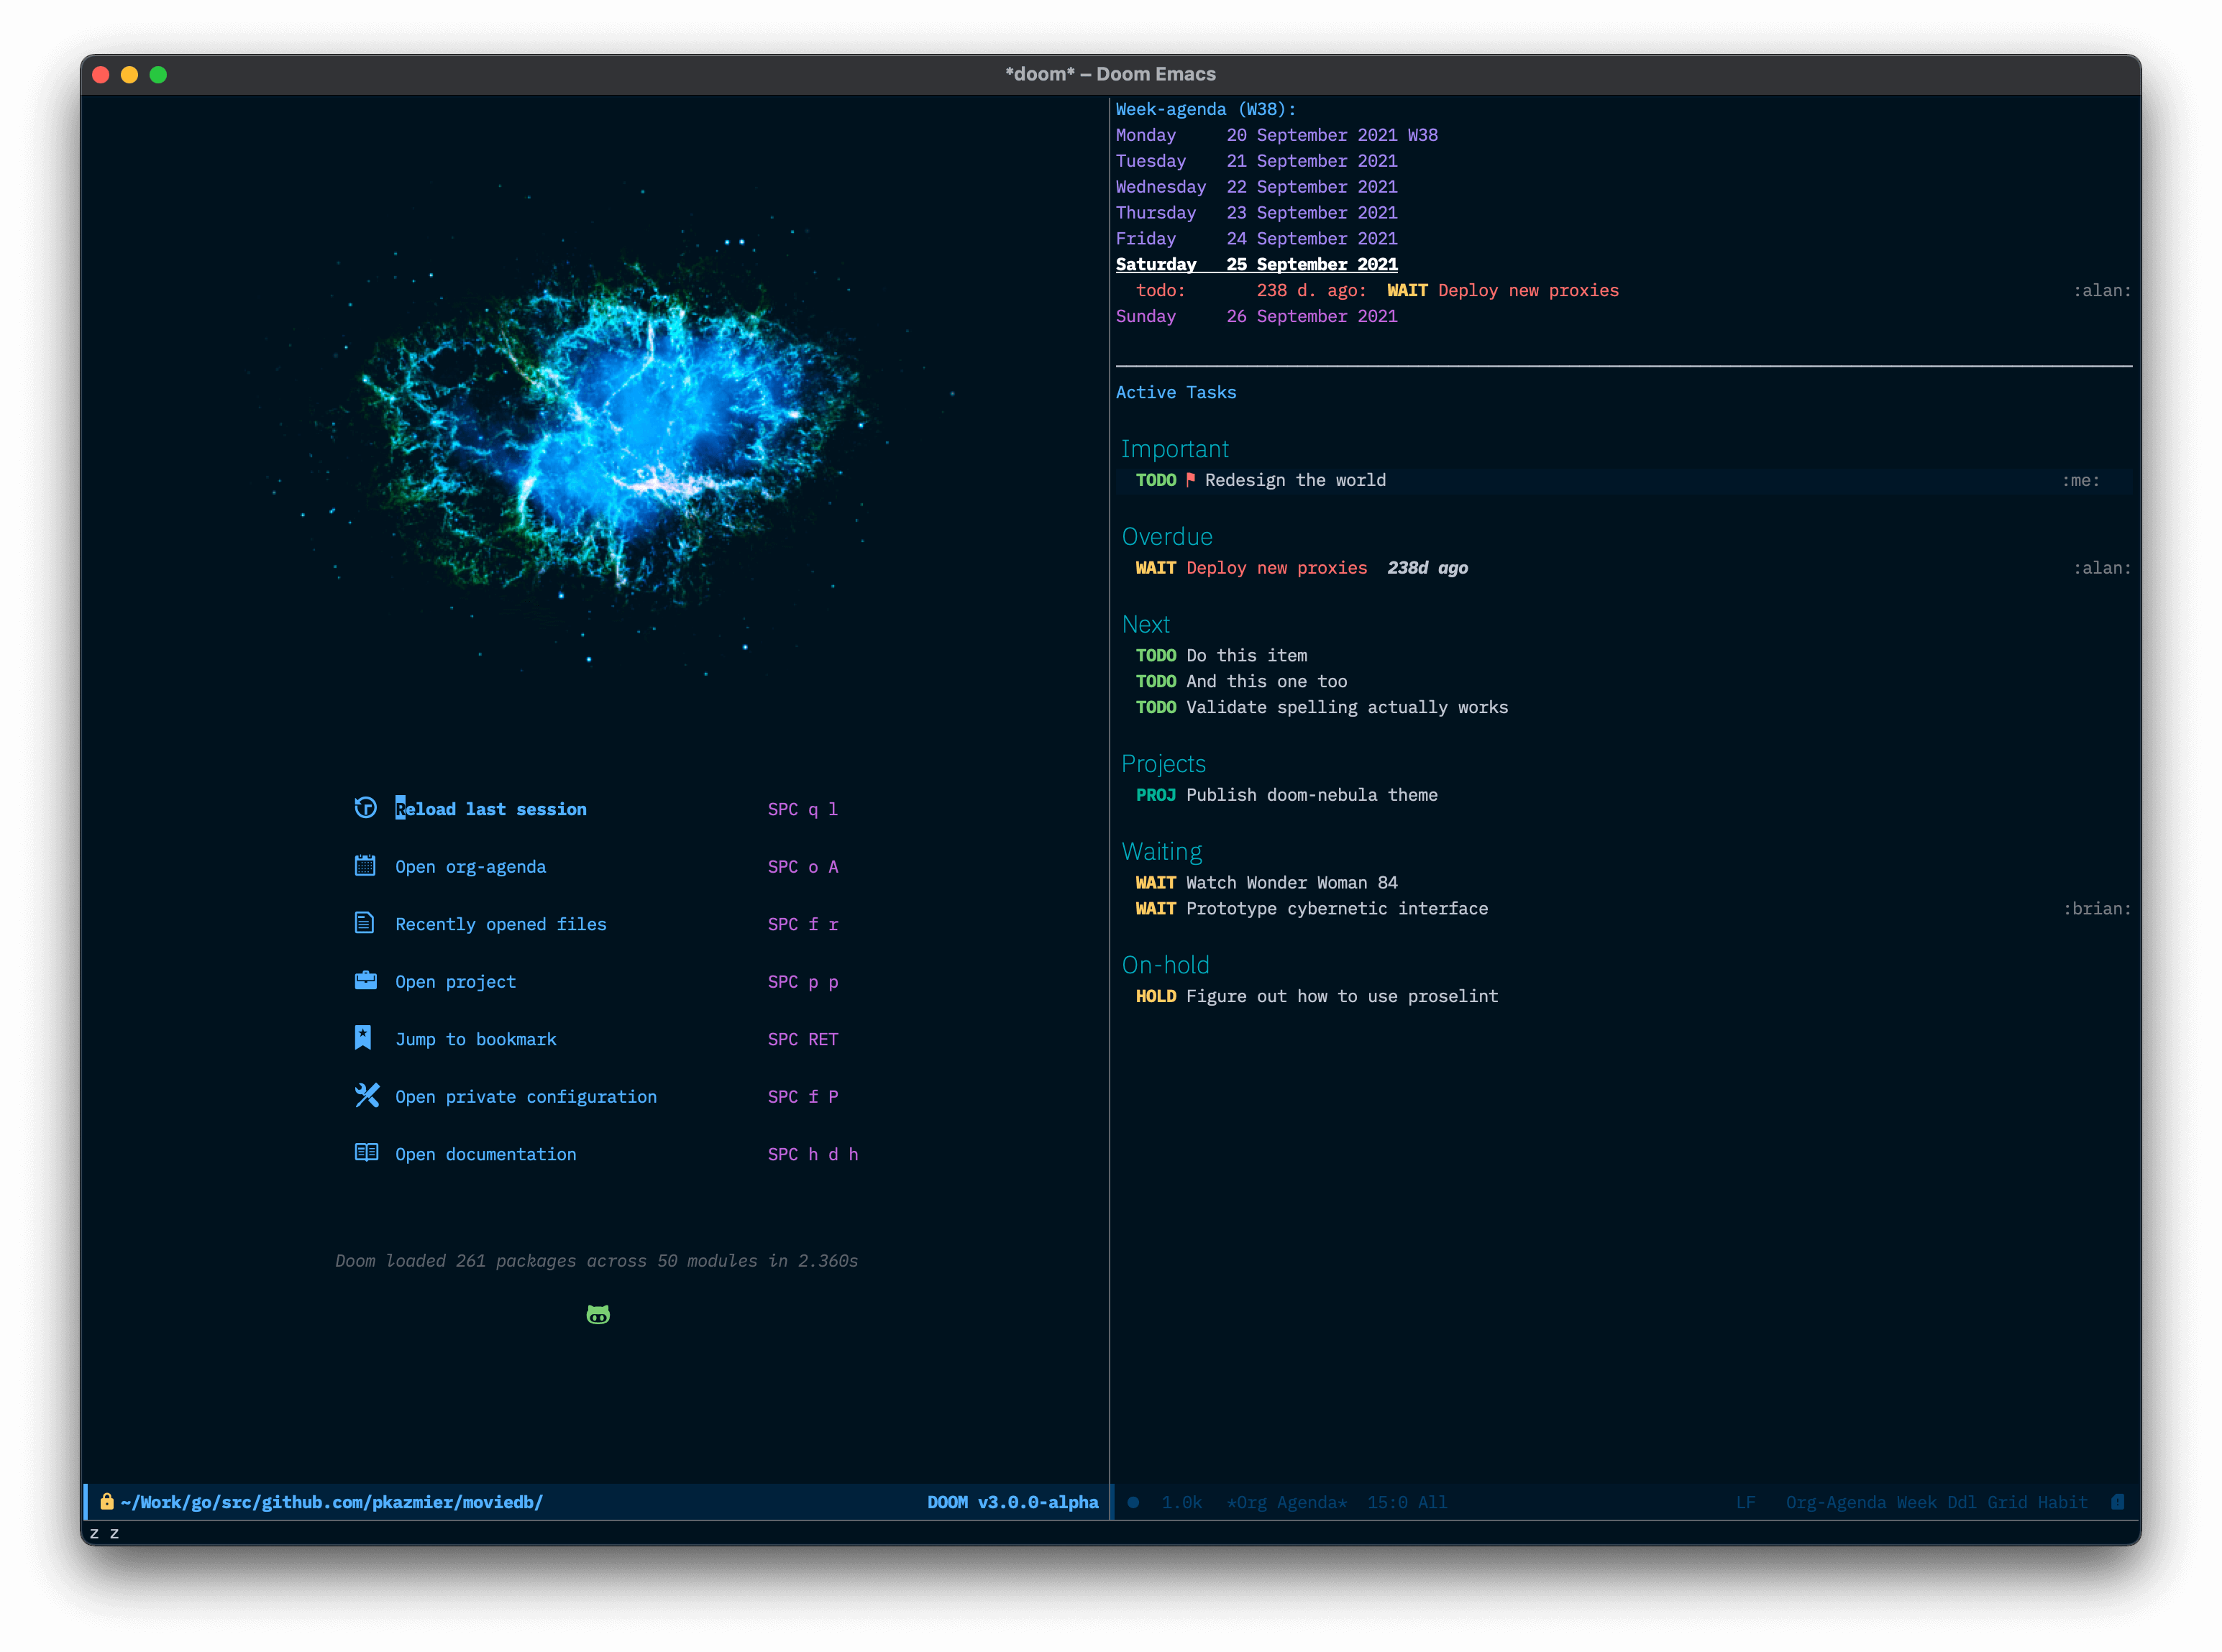 *doom* – Doom Emacs
Reload last session SPC q l
Open org-agenda SPC o A
Recently opened files SPC f r
Open project SPC p p
Jump to bookmark SPC RET
Open private configuration SPC f P
Open documentation SPC h d h
Doom loaded 261 packages across 50 modules in 2.360s
~/Work/go/src/github.com/pkazmier/moviedb/ DOOM v3.0.0-alpha
Week-agenda (W38):
Monday 20 September 2021 W38
Tuesday 21 September 2021
Wednesday 22 September 2021
Thursday 23 September 2021
Friday 24 September 2021
Saturday 25 September 2021
todo: 238 d. ago: WAIT Deploy new proxies :alan:
Sunday 26 September 2021
Active Tasks
Important
TODO Redesign the world :me:
Overdue
WAIT Deploy new proxies 238d ago :alan:
Next
TODO Do this item
TODO And this one too
TODO Validate spelling actually works
Projects
PROJ Publish doom-nebula theme
Waiting
WAIT Watch Wonder Woman 84
WAIT Prototype cybernetic interface :brian:
On-hold
HOLD Figure out how to use proselint
1.0k *Org Agenda* 15:0 All LF Org-Agenda Week Ddl Grid Habit
z z